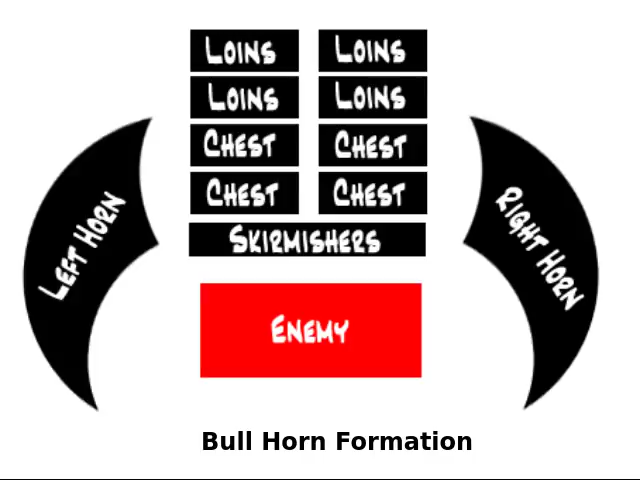 Loins Loins
Loins Loins
Chest Chest
Chest Chest
Left Horn
Right Horn
Skirmishers
Enemy
Bull Horn Formation